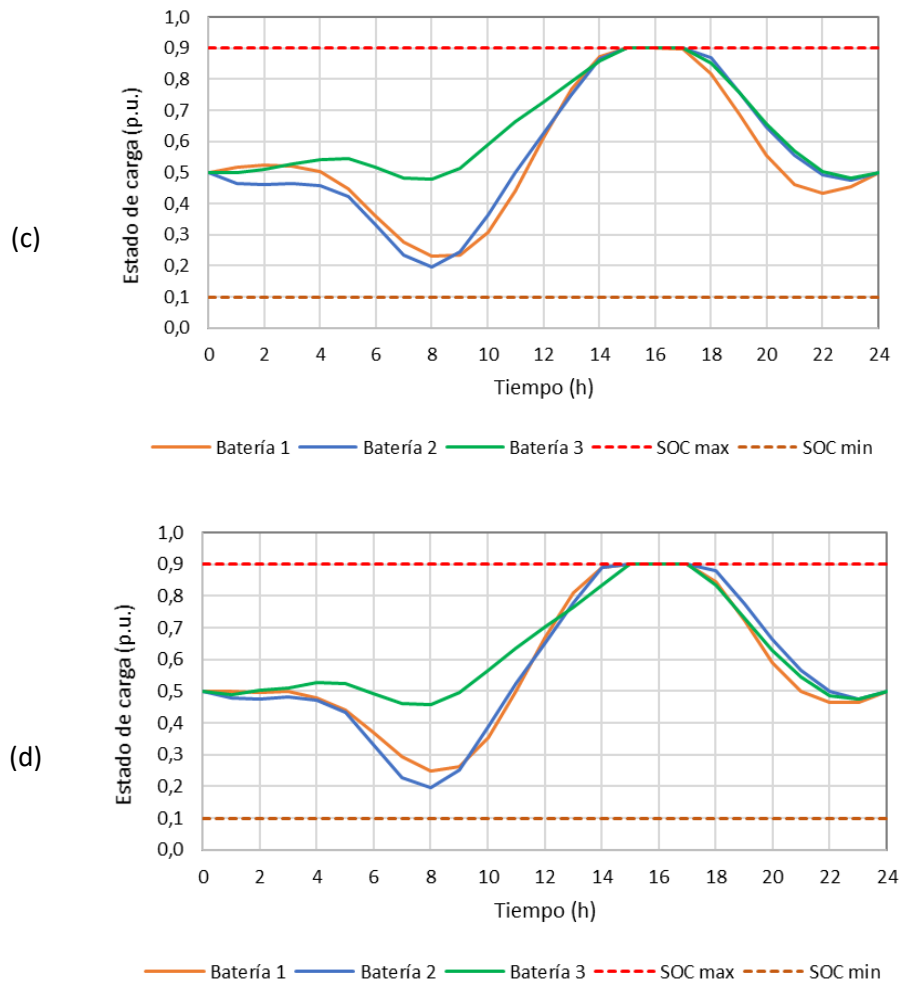 (c)
Estado de carga (p.u.)
1,0
0,9
0,8
0,7
0,6
0,5
0,4
0,3
0,2
0,1
0,0
0 2 4 6 8 10 12 14 16 18 20 22 24
Tiempo (h)
Batería 1 Batería 2 Batería 3 SOC max SOC min
(d)
Estado de carga (p.u.)
1,0
0,9
0,8
0,7
0,6
0,5
0,4
0,3
0,2
0,1
0,0
0 2 4 6 8 10 12 14 16 18 20 22 24
Tiempo (h)
Batería 1 Batería 2 Batería 3 SOC max SOC min